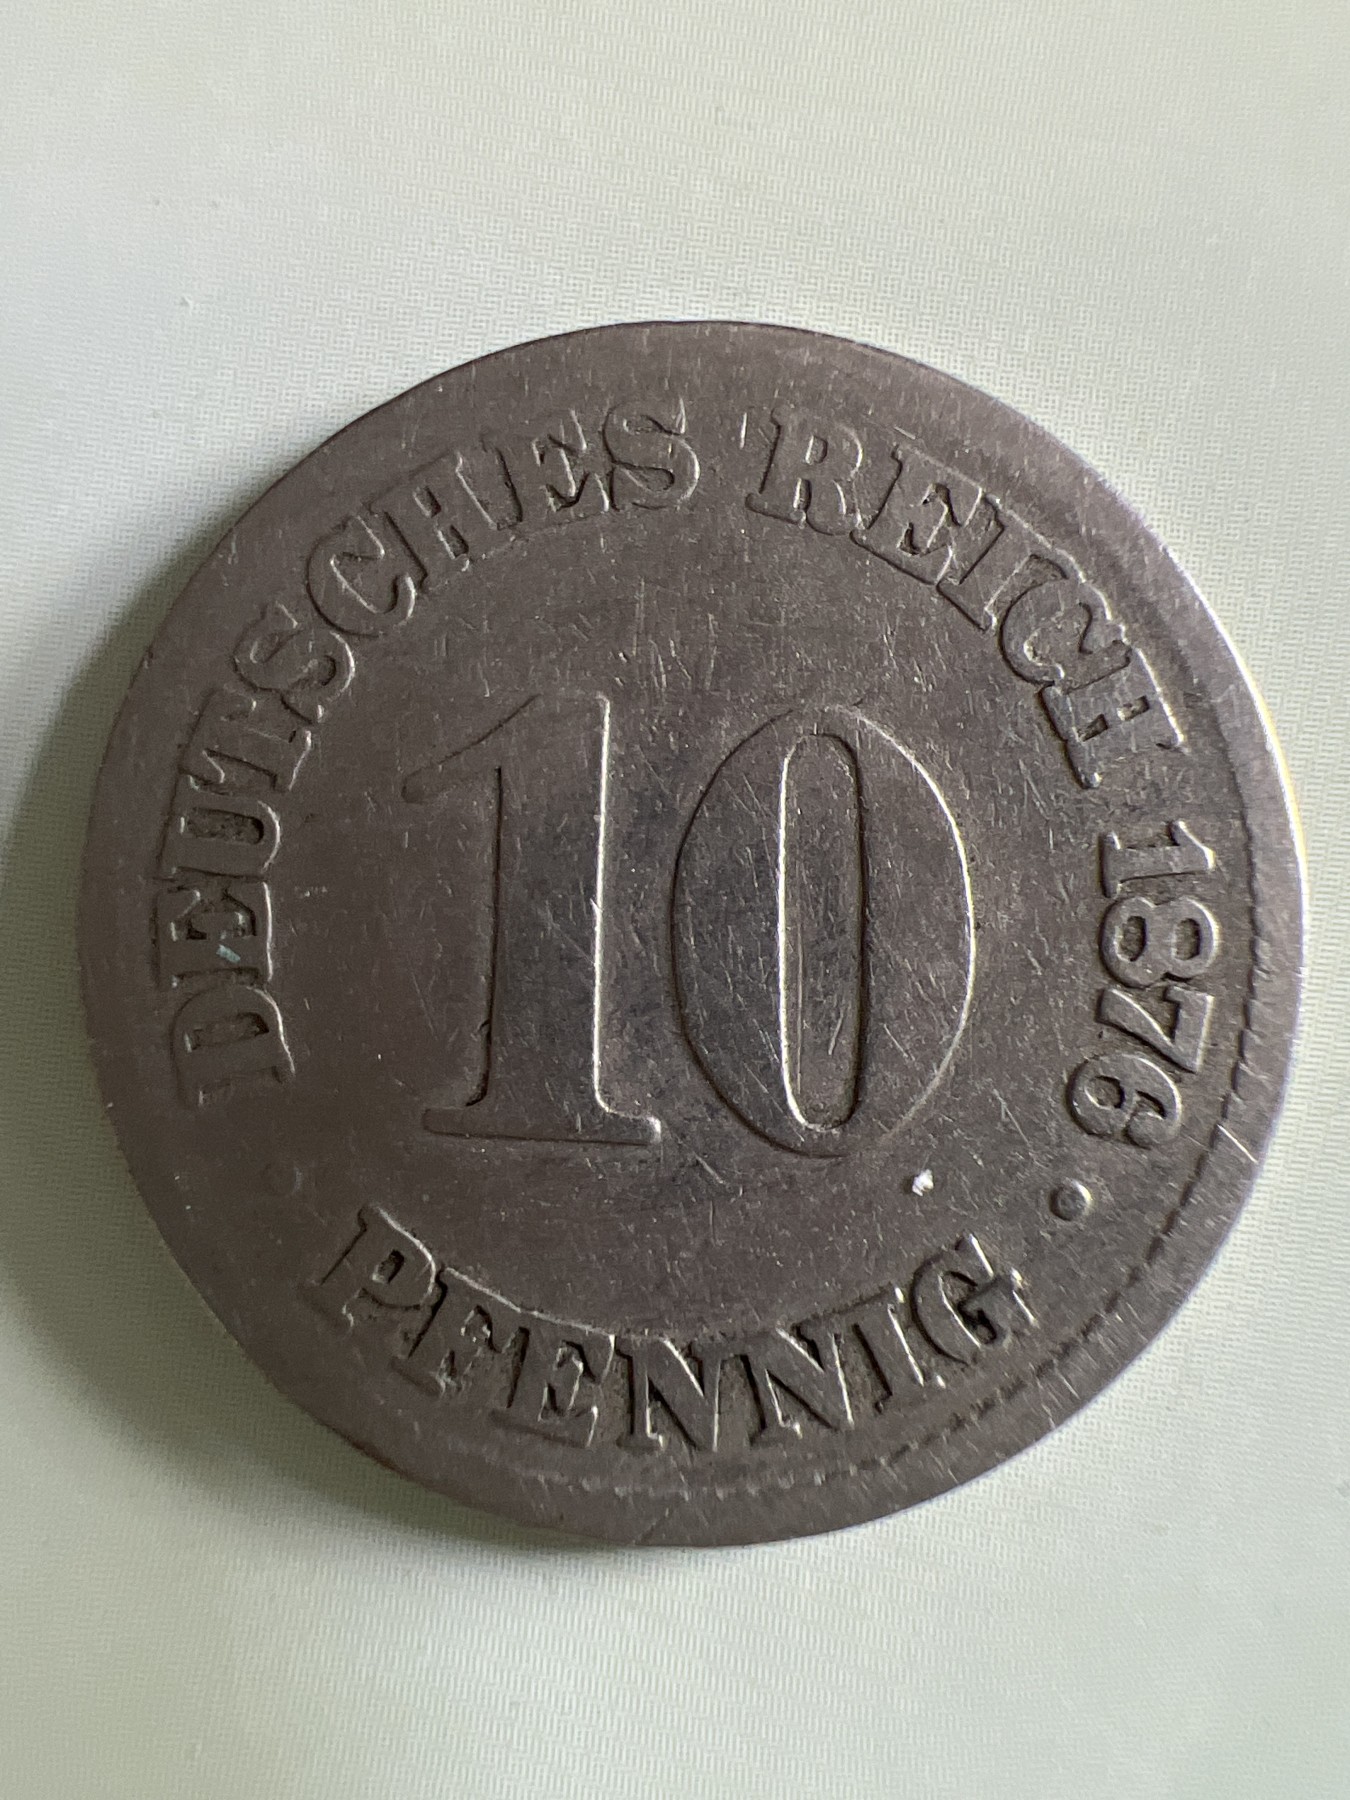 DEUTSCHES REICH 1876
10
PFENNIG